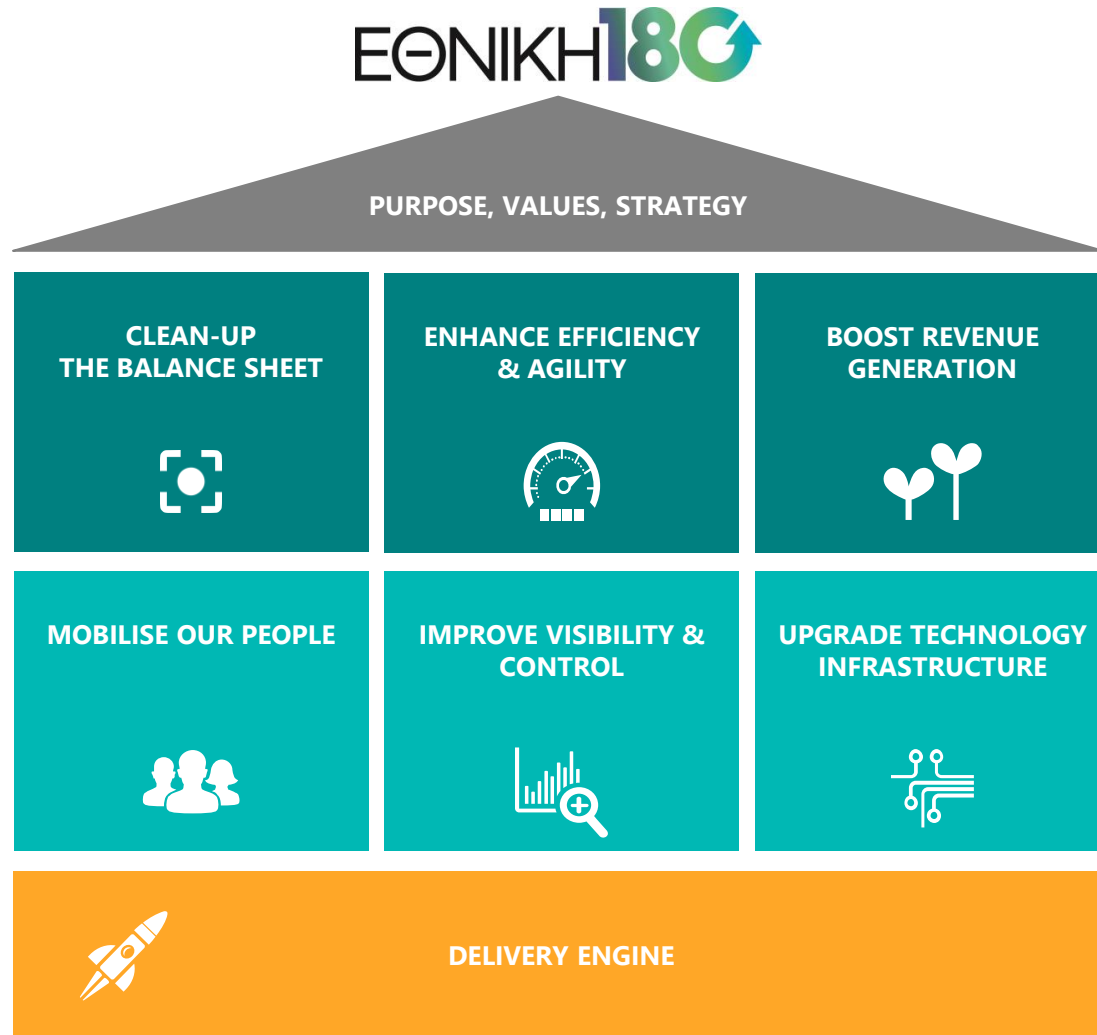 ΕΘΝΙΚΗ180
PURPOSE, VALUES, STRATEGY
CLEAN-UP
THE BALANCE SHEET
ENHANCE EFFICIENCY
& AGILITY
BOOST REVENUE
GENERATION
MOBILISE OUR PEOPLE
IMPROVE VISIBILITY &
CONTROL
UPGRADE TECHNOLOGY
INFRASTRUCTURE
DELIVERY ENGINE